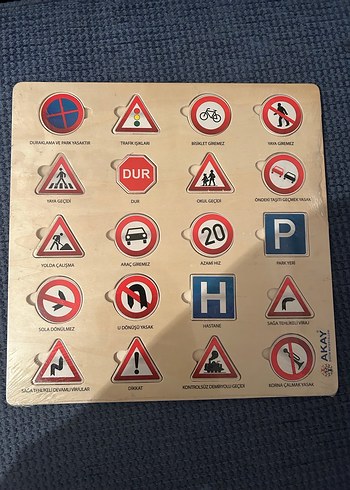 DURAKLAMA VE PARK YASAKTIR
TRAFİK IŞIKLARI
BİSİKLET GİREMEZ
YAYA GİREMEZ
DUR
YAYA GEÇİDİ
DUR
OKUL GEÇİDİ
ÖNDEKİ TAŞITI GEÇMEK YASAK
20
P
YOLDA ÇALIŞMA
ARAÇ GİREMEZ
AZAMİ HIZ
PARK YERİ
H
SOLA DÖNÜLMEZ
U DÖNÜŞÜ YASAK
HASTANE
SAĞA TEHLİKELİ VİRAJ
AKAY
SAĞA TEHLİKELİ DEVAMLI VİRAJLAR
DİKKAT
KONTROLSÜZ DEMİRYOLU GEÇİDİ
KORNA ÇALMAK YASAK